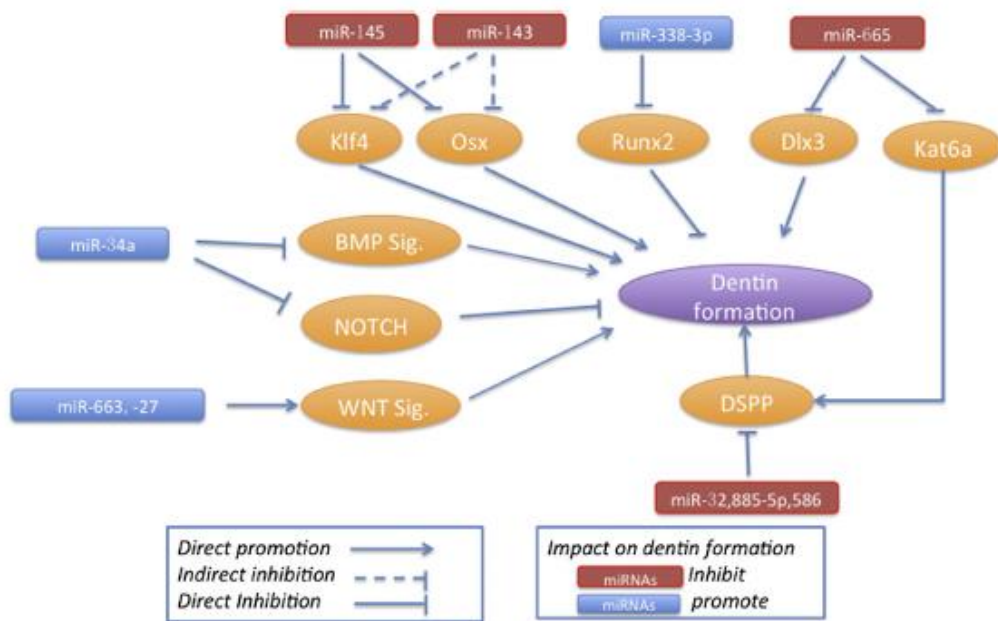 miR-145
miR-143
miR-338-3p
miR-665
Klf4
Osx
Runx2
Dlx3
Kat6a
miR-34a
BMP Sig.
Dentin
formation
NOTCH
miR-663, -27
WNT Sig.
DSPP
miR-32,885-5p,586
Direct promotion
Indirect inhibition
Direct Inhibition
Impact on dentin formation
miRNAs Inhibit
miRNAs promote